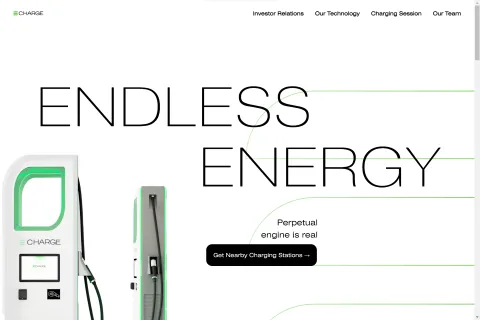 CHARGE
Investor Relations
Our Technology
Charging Session
Our Team
ENDLESS
ENERGY
Perpetual
engine is real
Get Nearby Charging Stations →
CHARGE